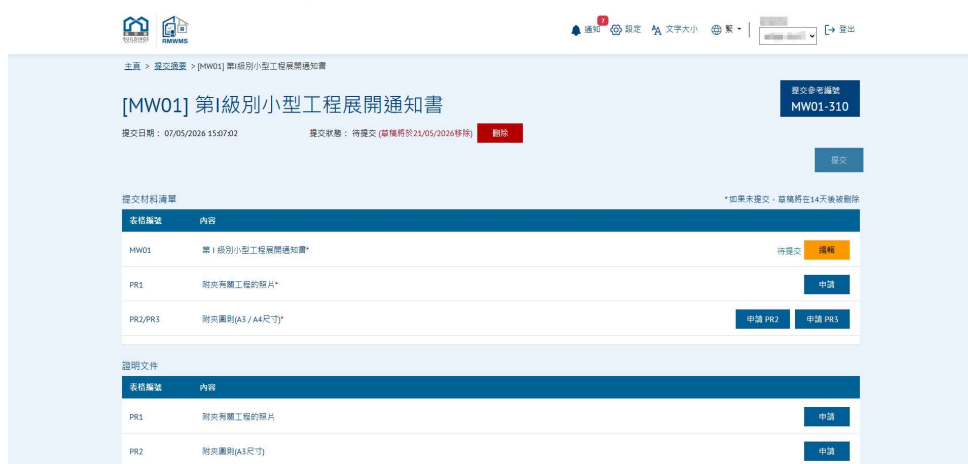 屋宇署
BUILDINGS DEPARTMENT
RMWMS
通知 7 設定 文字大小 繁 登出
主頁 > 提交摘要 > [MW01] 第I級別小型工程展開通知書
[MW01] 第I級別小型工程展開通知書
提交參考編號
MW01-310
提交日期： 07/05/2026 15:07:02 提交狀態： 待提交 (草稿將於21/05/2026移除) 刪除
提交
提交材料清單 *如果未提交，草稿將在14天後被刪除
表格編號 內容
MW01 第 I 級別小型工程展開通知書* 待提交 編輯
PR1 附夾有關工程的照片* 申請
PR2/PR3 附夾圖則(A3 / A4尺寸)* 申請 PR2 申請 PR3
證明文件
表格編號 內容
PR1 附夾有關工程的照片 申請
PR2 附夾圖則(A3尺寸) 申請